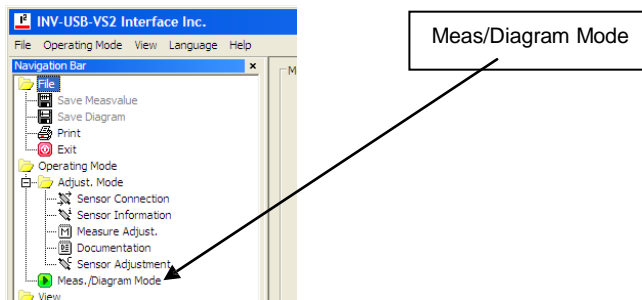 INV-USB-VS2 Interface Inc.
File Operating Mode View Language Help
Meas/Diagram Mode
Navigation Bar x
M
File
Save Measvalue
Save Diagram
Print
Exit
Operating Mode
Adjust. Mode
Sensor Connection
Sensor Information
Measure Adjust.
Documentation
Sensor Adjustment
Meas./Diagram Mode
View